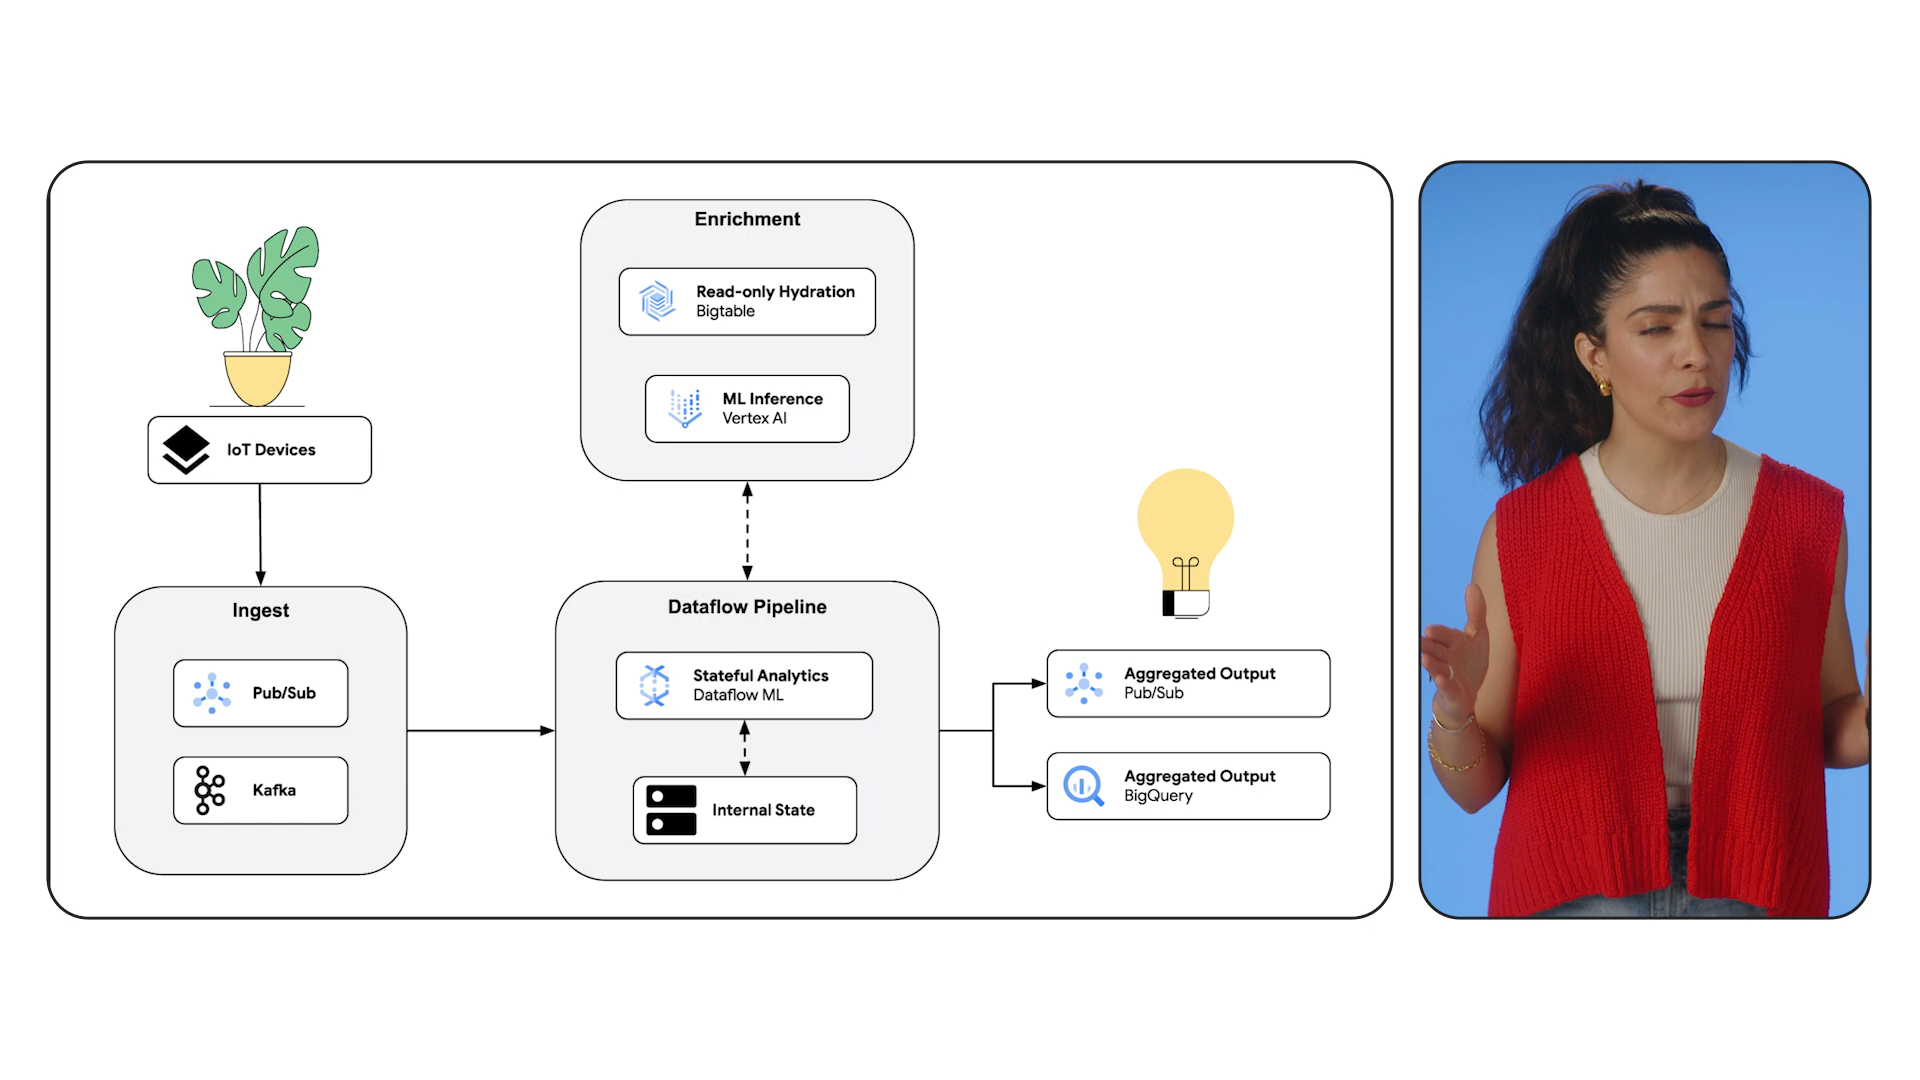 IoT Devices
Ingest
Pub/Sub
Kafka
Enrichment
Read-only Hydration
Bigtable
ML Inference
Vertex AI
Dataflow Pipeline
Stateful Analytics
Dataflow ML
Internal State
Aggregated Output
Pub/Sub
Aggregated Output
BigQuery